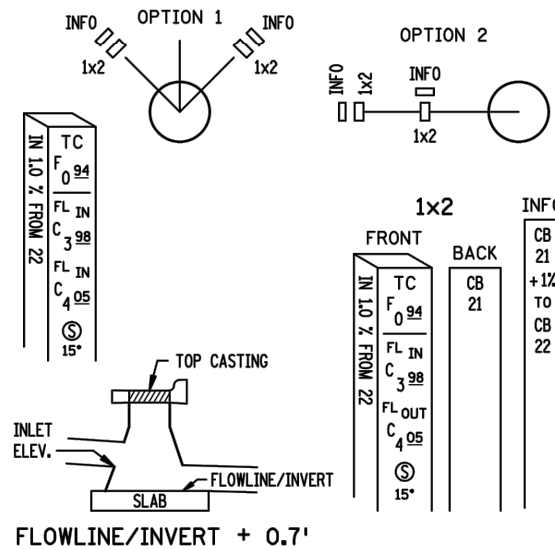 OPTION 1
INFO
INFO
1x2
1x2
OPTION 2
INFO
1x2
INFO
1x2
IN 1.0 % FROM 22
TC
F 0 94
FL IN
C 3 98
FL IN
C 4 05
S
15°
1x2
FRONT
IN 1.0 % FROM 22
TC
F 0 94
FL IN
C 3 98
FL OUT
C 4 05
S
15°
BACK
CB
21
INFO
CB
21
+1%
TO
CB
22
TOP CASTING
INLET
ELEV.
FLOWLINE/INVERT
SLAB
FLOWLINE/INVERT + 0.7'